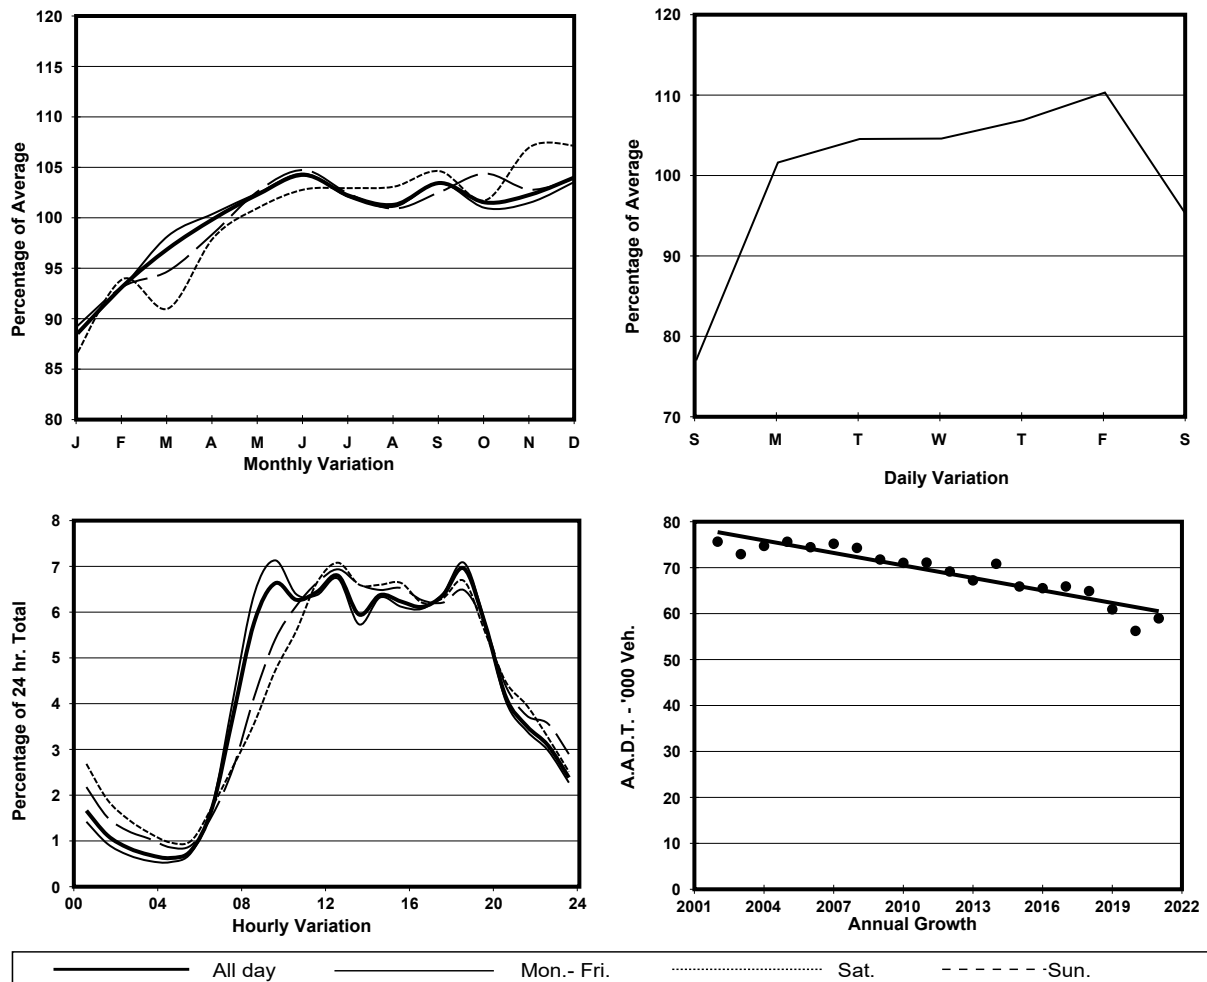 120
115
110
105
100
95
90
85
80
Percentage of Average
J F M A M J J A S O N D
Monthly Variation
120
110
100
90
80
70
Percentage of Average
S M T W T F S
Daily Variation
8
7
6
5
4
3
2
1
0
Percentage of 24 hr. Total
00 04 08 12 16 20 24
Hourly Variation
80
70
60
50
40
30
20
10
0
A.A.D.T. - '000 Veh.
2001 2004 2007 2010 2013 2016 2019 2022
Annual Growth
All day Mon.- Fri. Sat. Sun.